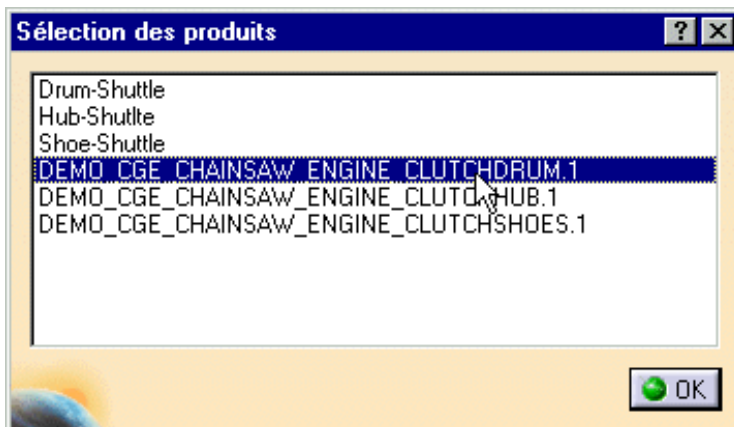 Sélection des produits
Drum-Shuttle
Hub-Shutlte
Shoe-Shuttle
DEMO_CGE_CHAINSAW_ENGINE_CLUTCHDRUM.1
DEMO_CGE_CHAINSAW_ENGINE_CLUTCHHUB.1
DEMO_CGE_CHAINSAW_ENGINE_CLUTCHSHOES.1
OK